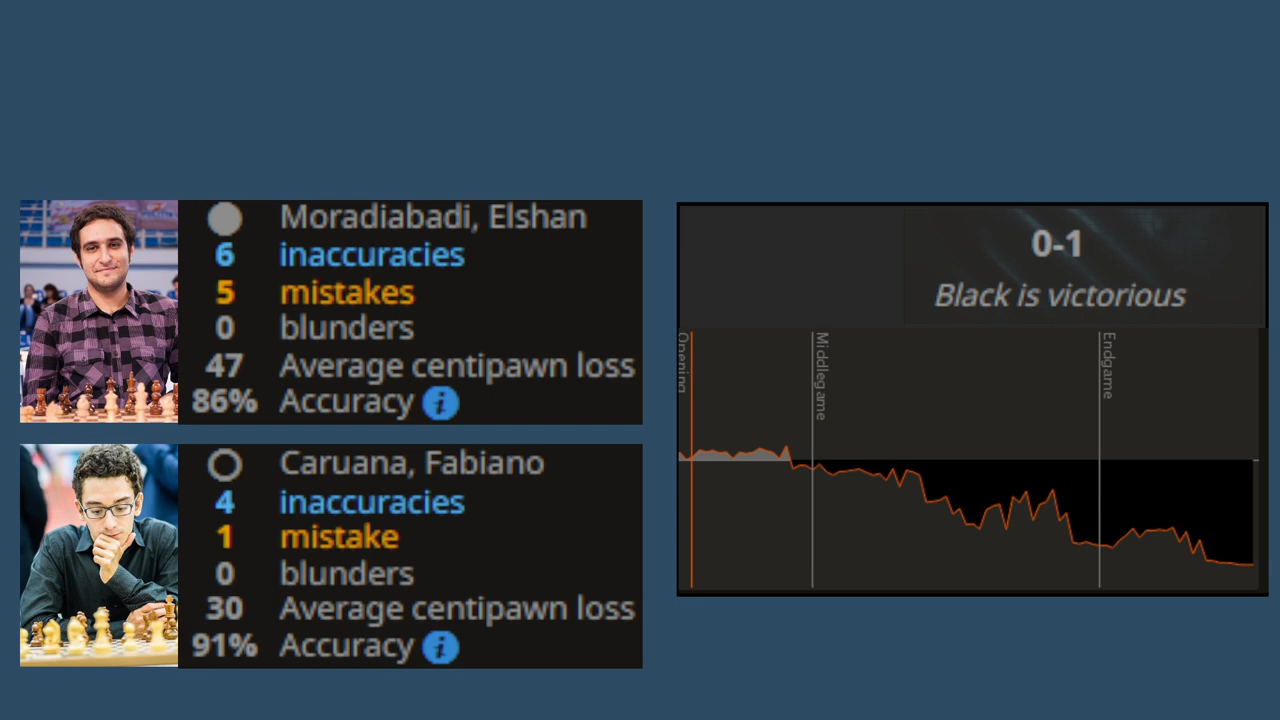 Moradiabadi, Elshan
6 inaccuracies
5 mistakes
0 blunders
47 Average centipawn loss
86% Accuracy i
Caruana, Fabiano
4 inaccuracies
1 mistake
0 blunders
30 Average centipawn loss
91% Accuracy i
0-1
Black is victorious
Opening
Middlegame
Endgame